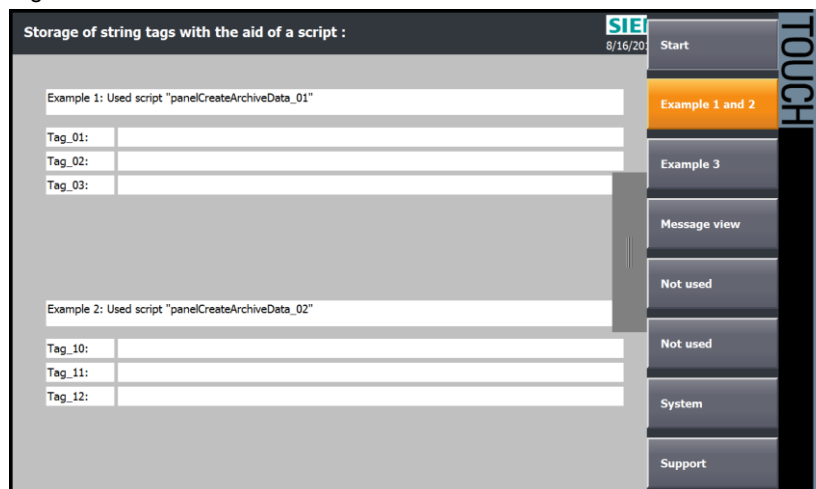 Storage of string tags with the aid of a script :
SIE
8/16/20
Start
TOUCH
Example 1: Used script "panelCreateArchiveData_01"
Example 1 and 2
Tag_01:
Tag_02:
Example 3
Tag_03:
Message view
Not used
Example 2: Used script "panelCreateArchiveData_02"
Not used
Tag_10:
Tag_11:
Tag_12:
System
Support